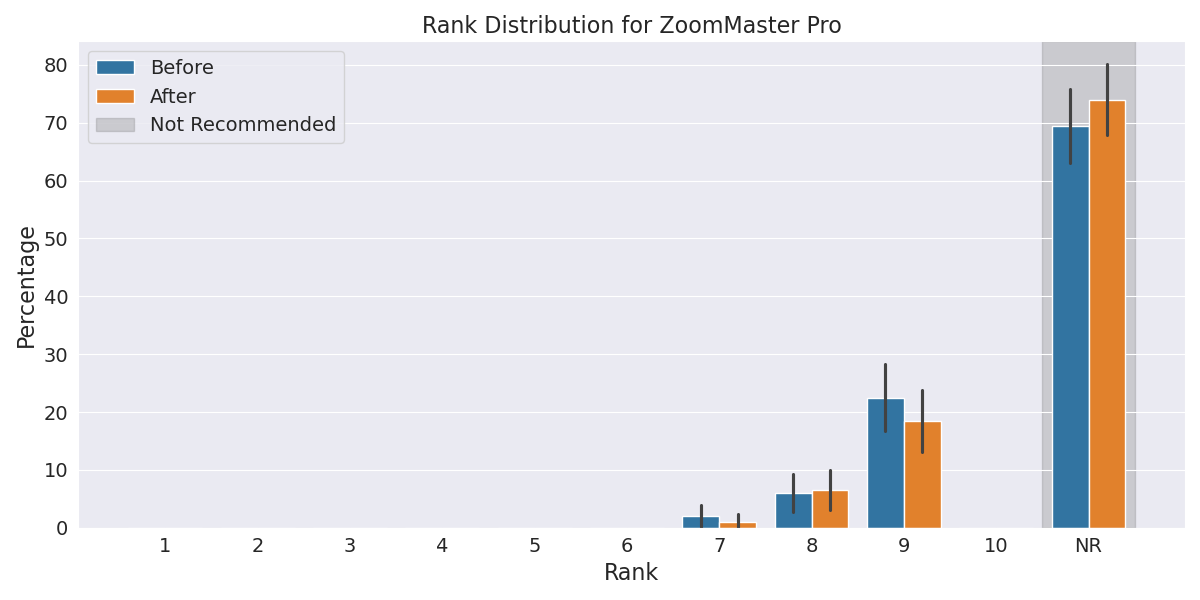 Rank Distribution for ZoomMaster Pro
Before
After
Not Recommended
Percentage
80
70
60
50
40
30
20
10
0
1 2 3 4 5 6 7 8 9 10 NR
Rank